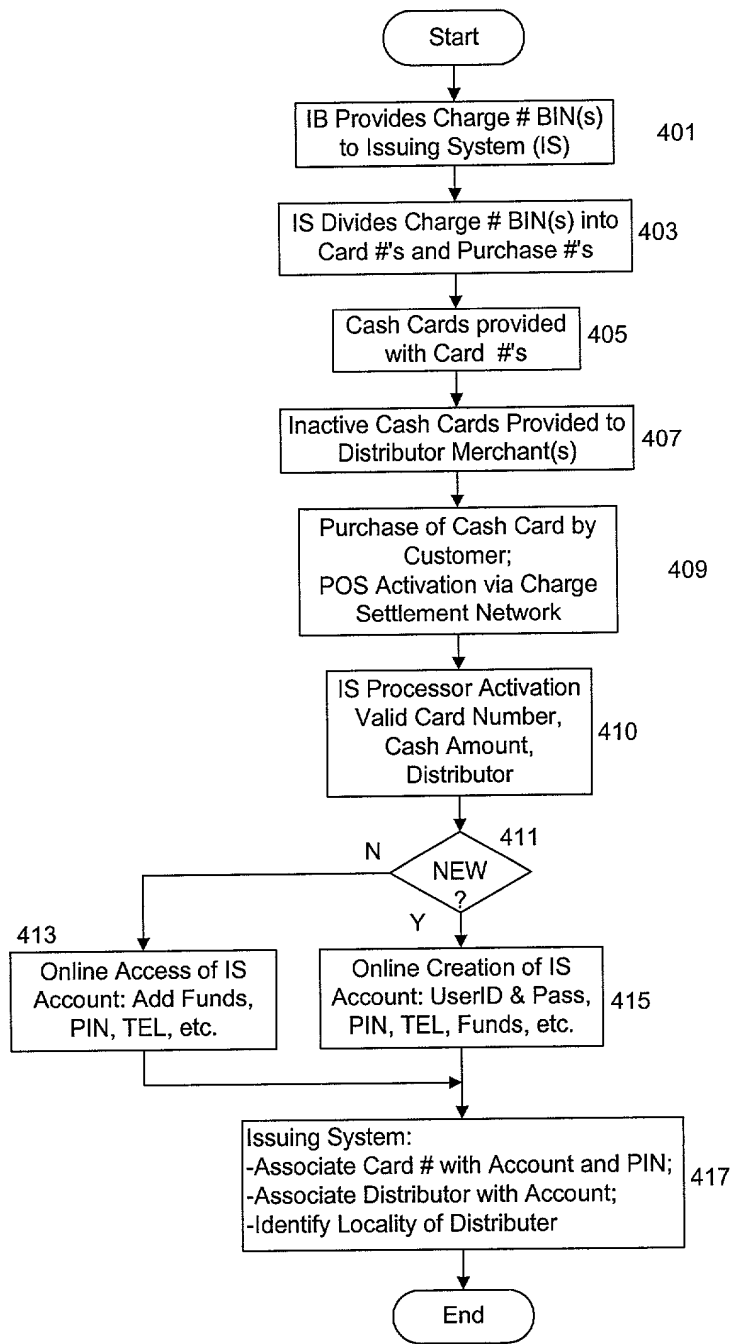 Start
IB Provides Charge # BIN(s)
to Issuing System (IS)
401
IS Divides Charge # BIN(s) into
Card #'s and Purchase #'s
403
Cash Cards provided
with Card #'s
405
Inactive Cash Cards Provided to
Distributor Merchant(s)
407
Purchase of Cash Card by
Customer;
POS Activation via Charge
Settlement Network
409
IS Processor Activation
Valid Card Number,
Cash Amount,
Distributor
410
411
N
NEW
?
Y
413
Online Access of IS
Account: Add Funds,
PIN, TEL, etc.
Online Creation of IS
Account: UserID & Pass,
PIN, TEL, Funds, etc.
415
Issuing System:
-Associate Card # with Account and PIN;
-Associate Distributor with Account;
-Identify Locality of Distributer
417
End